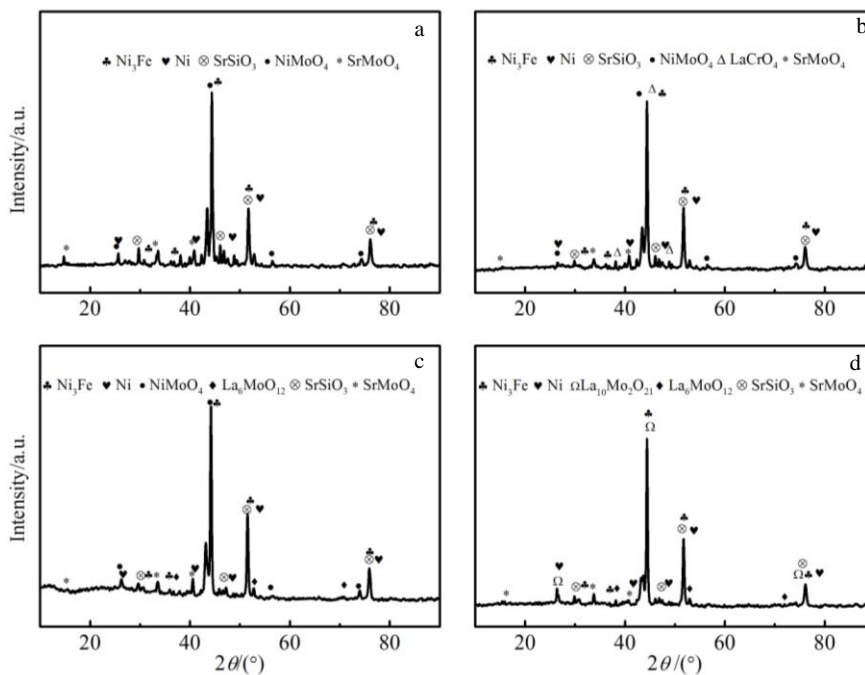 a
♣ Ni₃Fe ♥ Ni ⊗ SrSiO₃ ● NiMoO₄ * SrMoO₄
Intensity/a.u.
20 40 60 80
b
♣ Ni₃Fe ♥ Ni ⊗ SrSiO₃ ● NiMoO₄ Δ LaCrO₄ * SrMoO₄
20 40 60 80
c
♣ Ni₃Fe ♥ Ni ● NiMoO₄ ♦ La₆MoO₁₂ ⊗ SrSiO₃ * SrMoO₄
Intensity/a.u.
20 40 60 80
2θ/(°)
d
♣ Ni₃Fe ♥ Ni ΩLa₁₀Mo₂O₂₁ ♦ La₆MoO₁₂ ⊗ SrSiO₃ * SrMoO₄
20 40 60 80
2θ /(°)